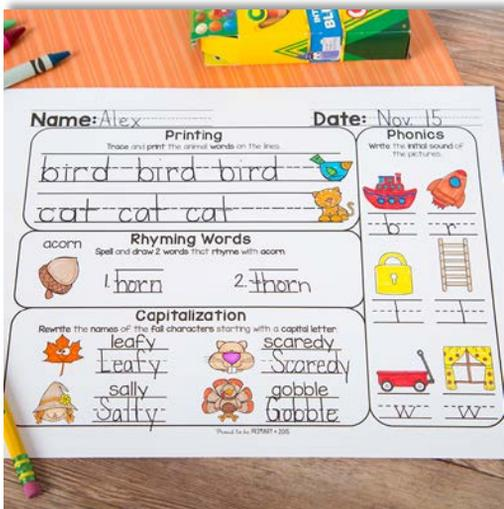 Name: Alex
Date: Nov. 15
Printing
Trace and print the animal words on the lines.
bird bird bird
cat cat cat
Rhyming Words
acorn
Spell and draw 2 words that rhyme with acorn
1. horn 2. thorn
Capitalization
Rewrite the names of the fall characters starting with a capital letter.
leafy scaredy
Leafy Scaredy
sally gobble
Sally Gobble
Phonics
Write the initial sound of
the pictures.
b r
l l
w w